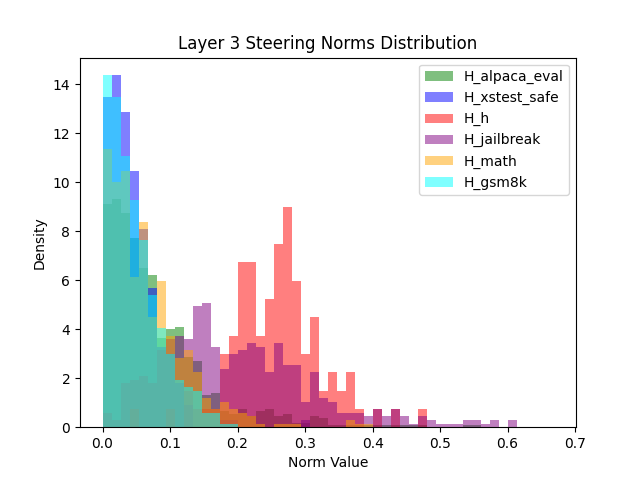 Layer 3 Steering Norms Distribution
H_alpaca_eval
H_xstest_safe
H_h
H_jailbreak
H_math
H_gsm8k
Density
14
12
10
8
6
4
2
0
0.0 0.1 0.2 0.3 0.4 0.5 0.6 0.7
Norm Value